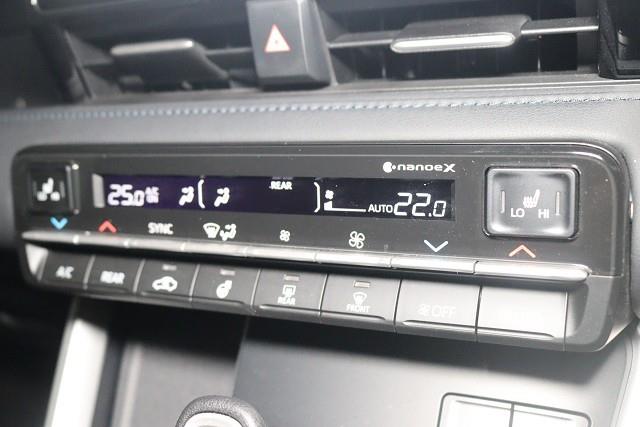 nanoeX
25.0 REAR AUTO 22.0
LO HI
SYNC
A/C REAR REAR FRONT OFF